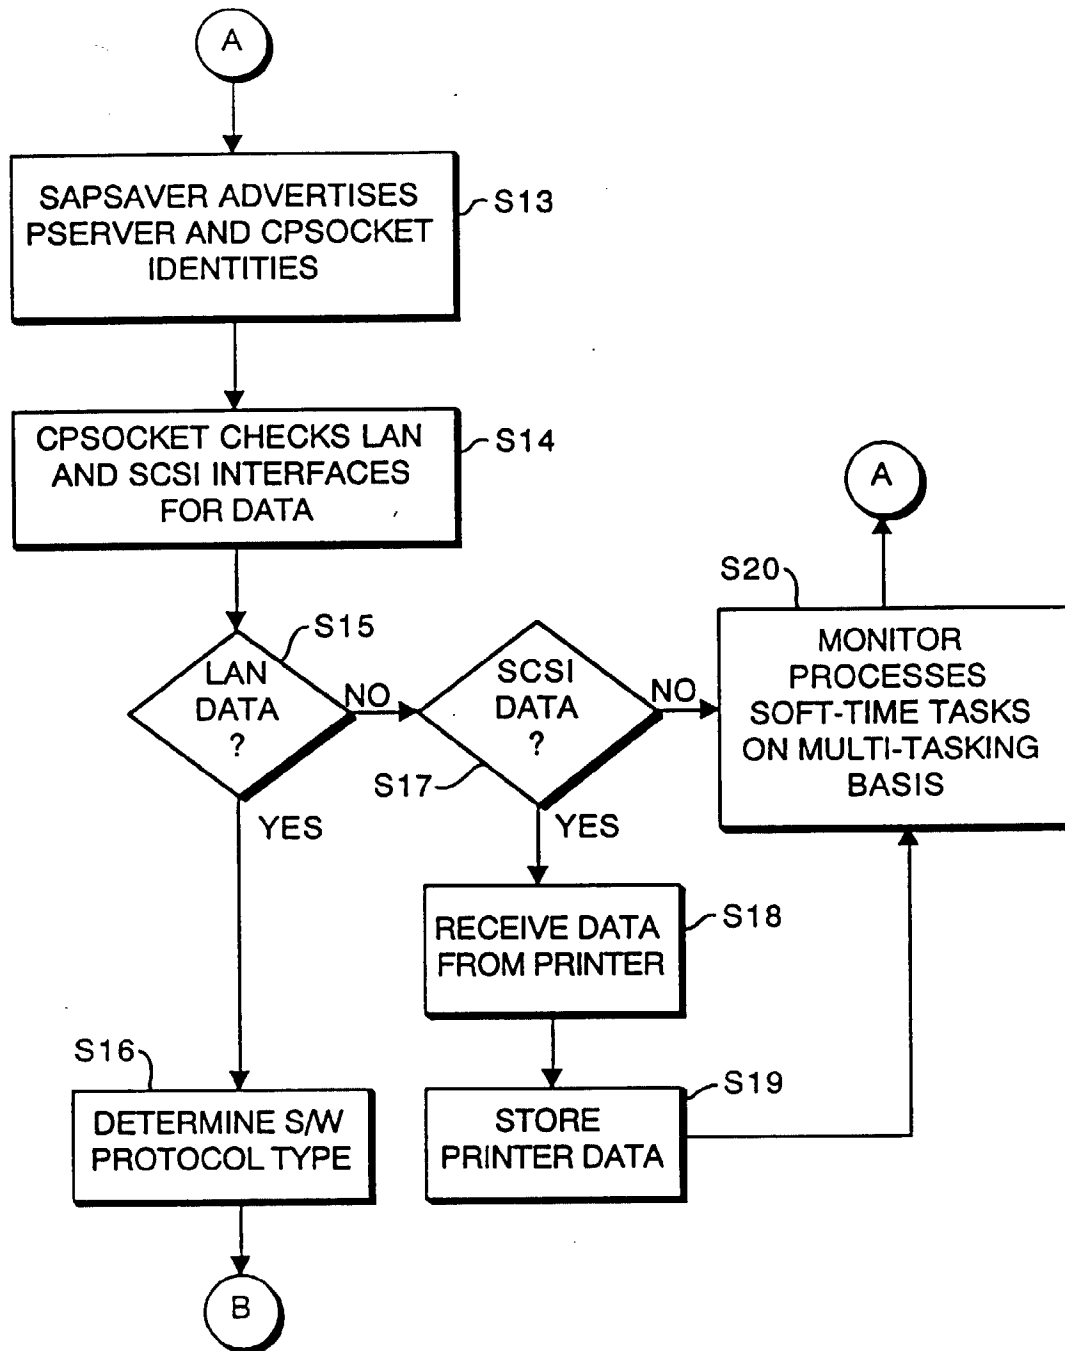 A
SAPSAVER ADVERTISES
PSERVER AND CPSOCKET
IDENTITIES
S13
CPSOCKET CHECKS LAN
AND SCSI INTERFACES
FOR DATA
S14
LAN
DATA
?
S15
NO
YES
SCSI
DATA
?
S17
NO
YES
A
S20
MONITOR
PROCESSES
SOFT-TIME TASKS
ON MULTI-TASKING
BASIS
RECEIVE DATA
FROM PRINTER
S18
STORE
PRINTER DATA
S19
S16
DETERMINE S/W
PROTOCOL TYPE
B